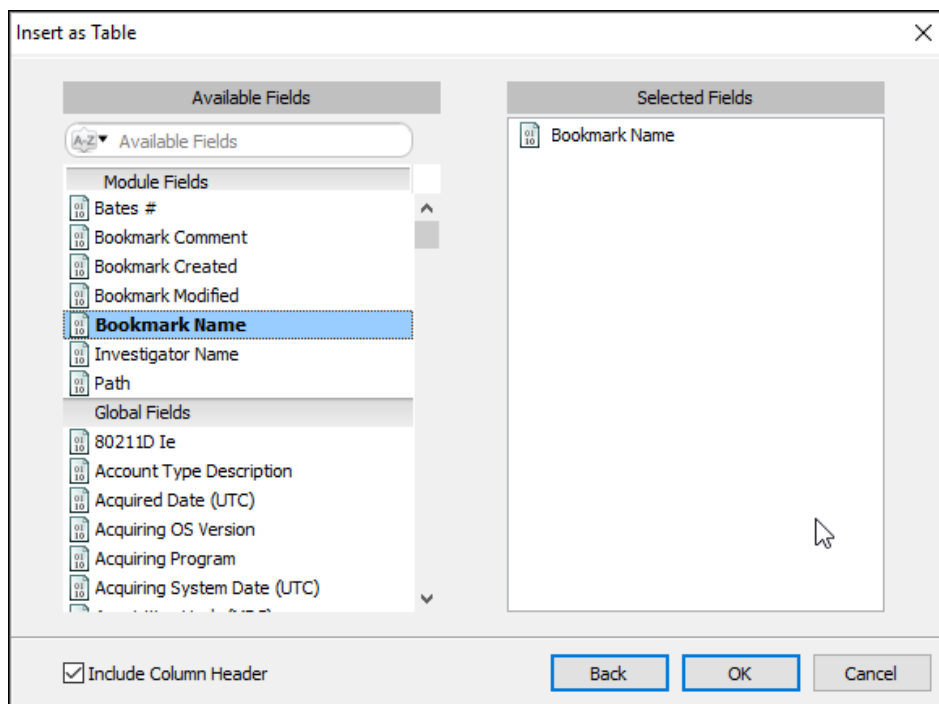 Insert as Table
Available Fields
A-Z Available Fields
Module Fields
Bates #
Bookmark Comment
Bookmark Created
Bookmark Modified
Bookmark Name
Investigator Name
Path
Global Fields
80211D Ie
Account Type Description
Acquired Date (UTC)
Acquiring OS Version
Acquiring Program
Acquiring System Date (UTC)
Selected Fields
Bookmark Name
Include Column Header
Back
OK
Cancel